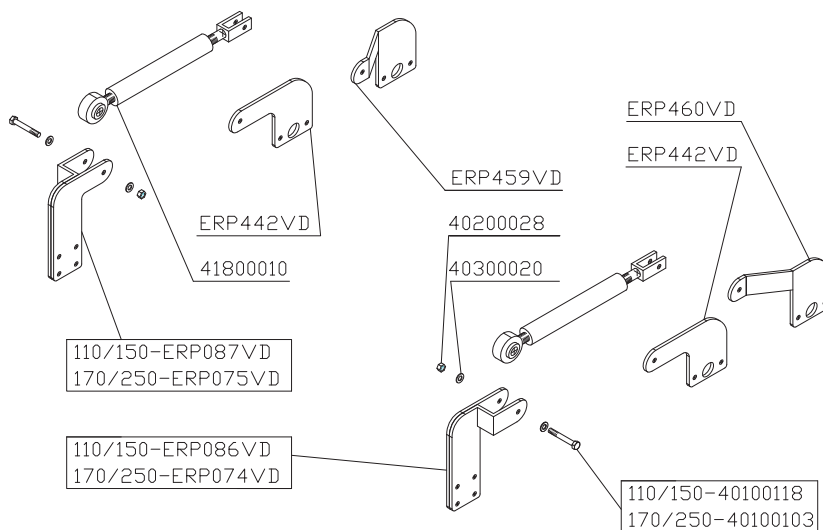 ERP460VD
ERP442VD
ERP459VD
ERP442VD
40200028
41800010
40300020
110/150-ERP087VD
170/250-ERP075VD
110/150-ERP086VD
170/250-ERP074VD
110/150-40100118
170/250-40100103